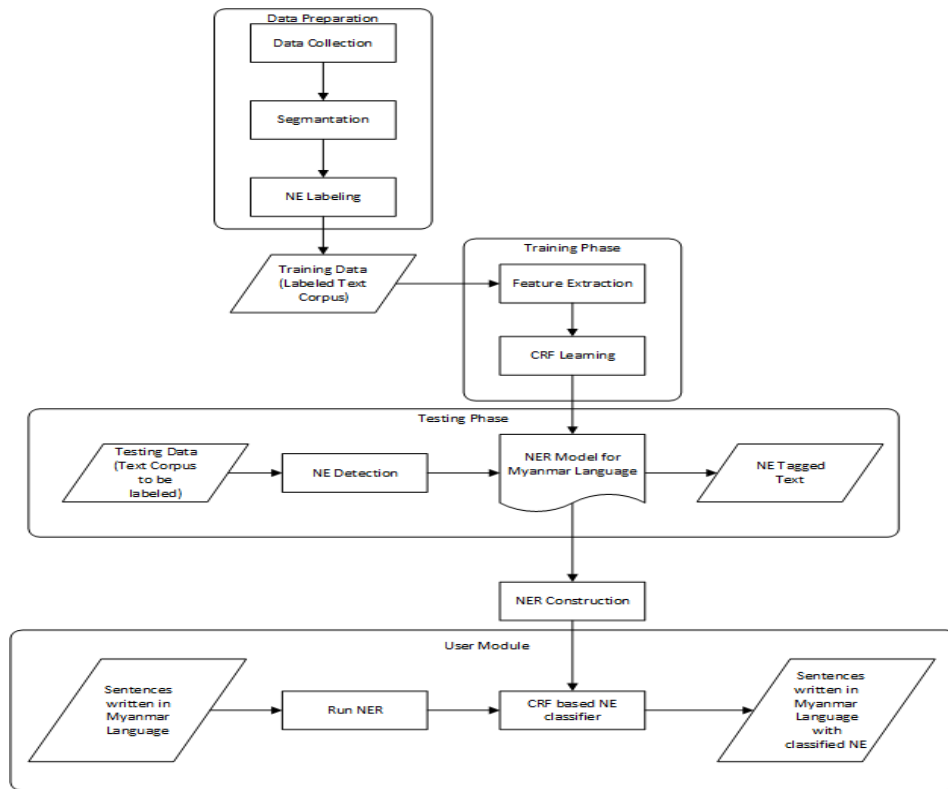 Data Preparation
Data Collection
Segmantation
NE Labeling
Training Data
(Labeled Text
Corpus)
Training Phase
Feature Extraction
CRF Learning
Testing Phase
Testing Data
(Text Corpus
to be
labeled)
NE Detection
NER Model for
Myanmar Language
NE Tagged
Text
NER Construction
User Module
Sentences
written in
Myanmar
Language
Run NER
CRF based NE
classifier
Sentences
written in
Myanmar
Language
with
classified NE